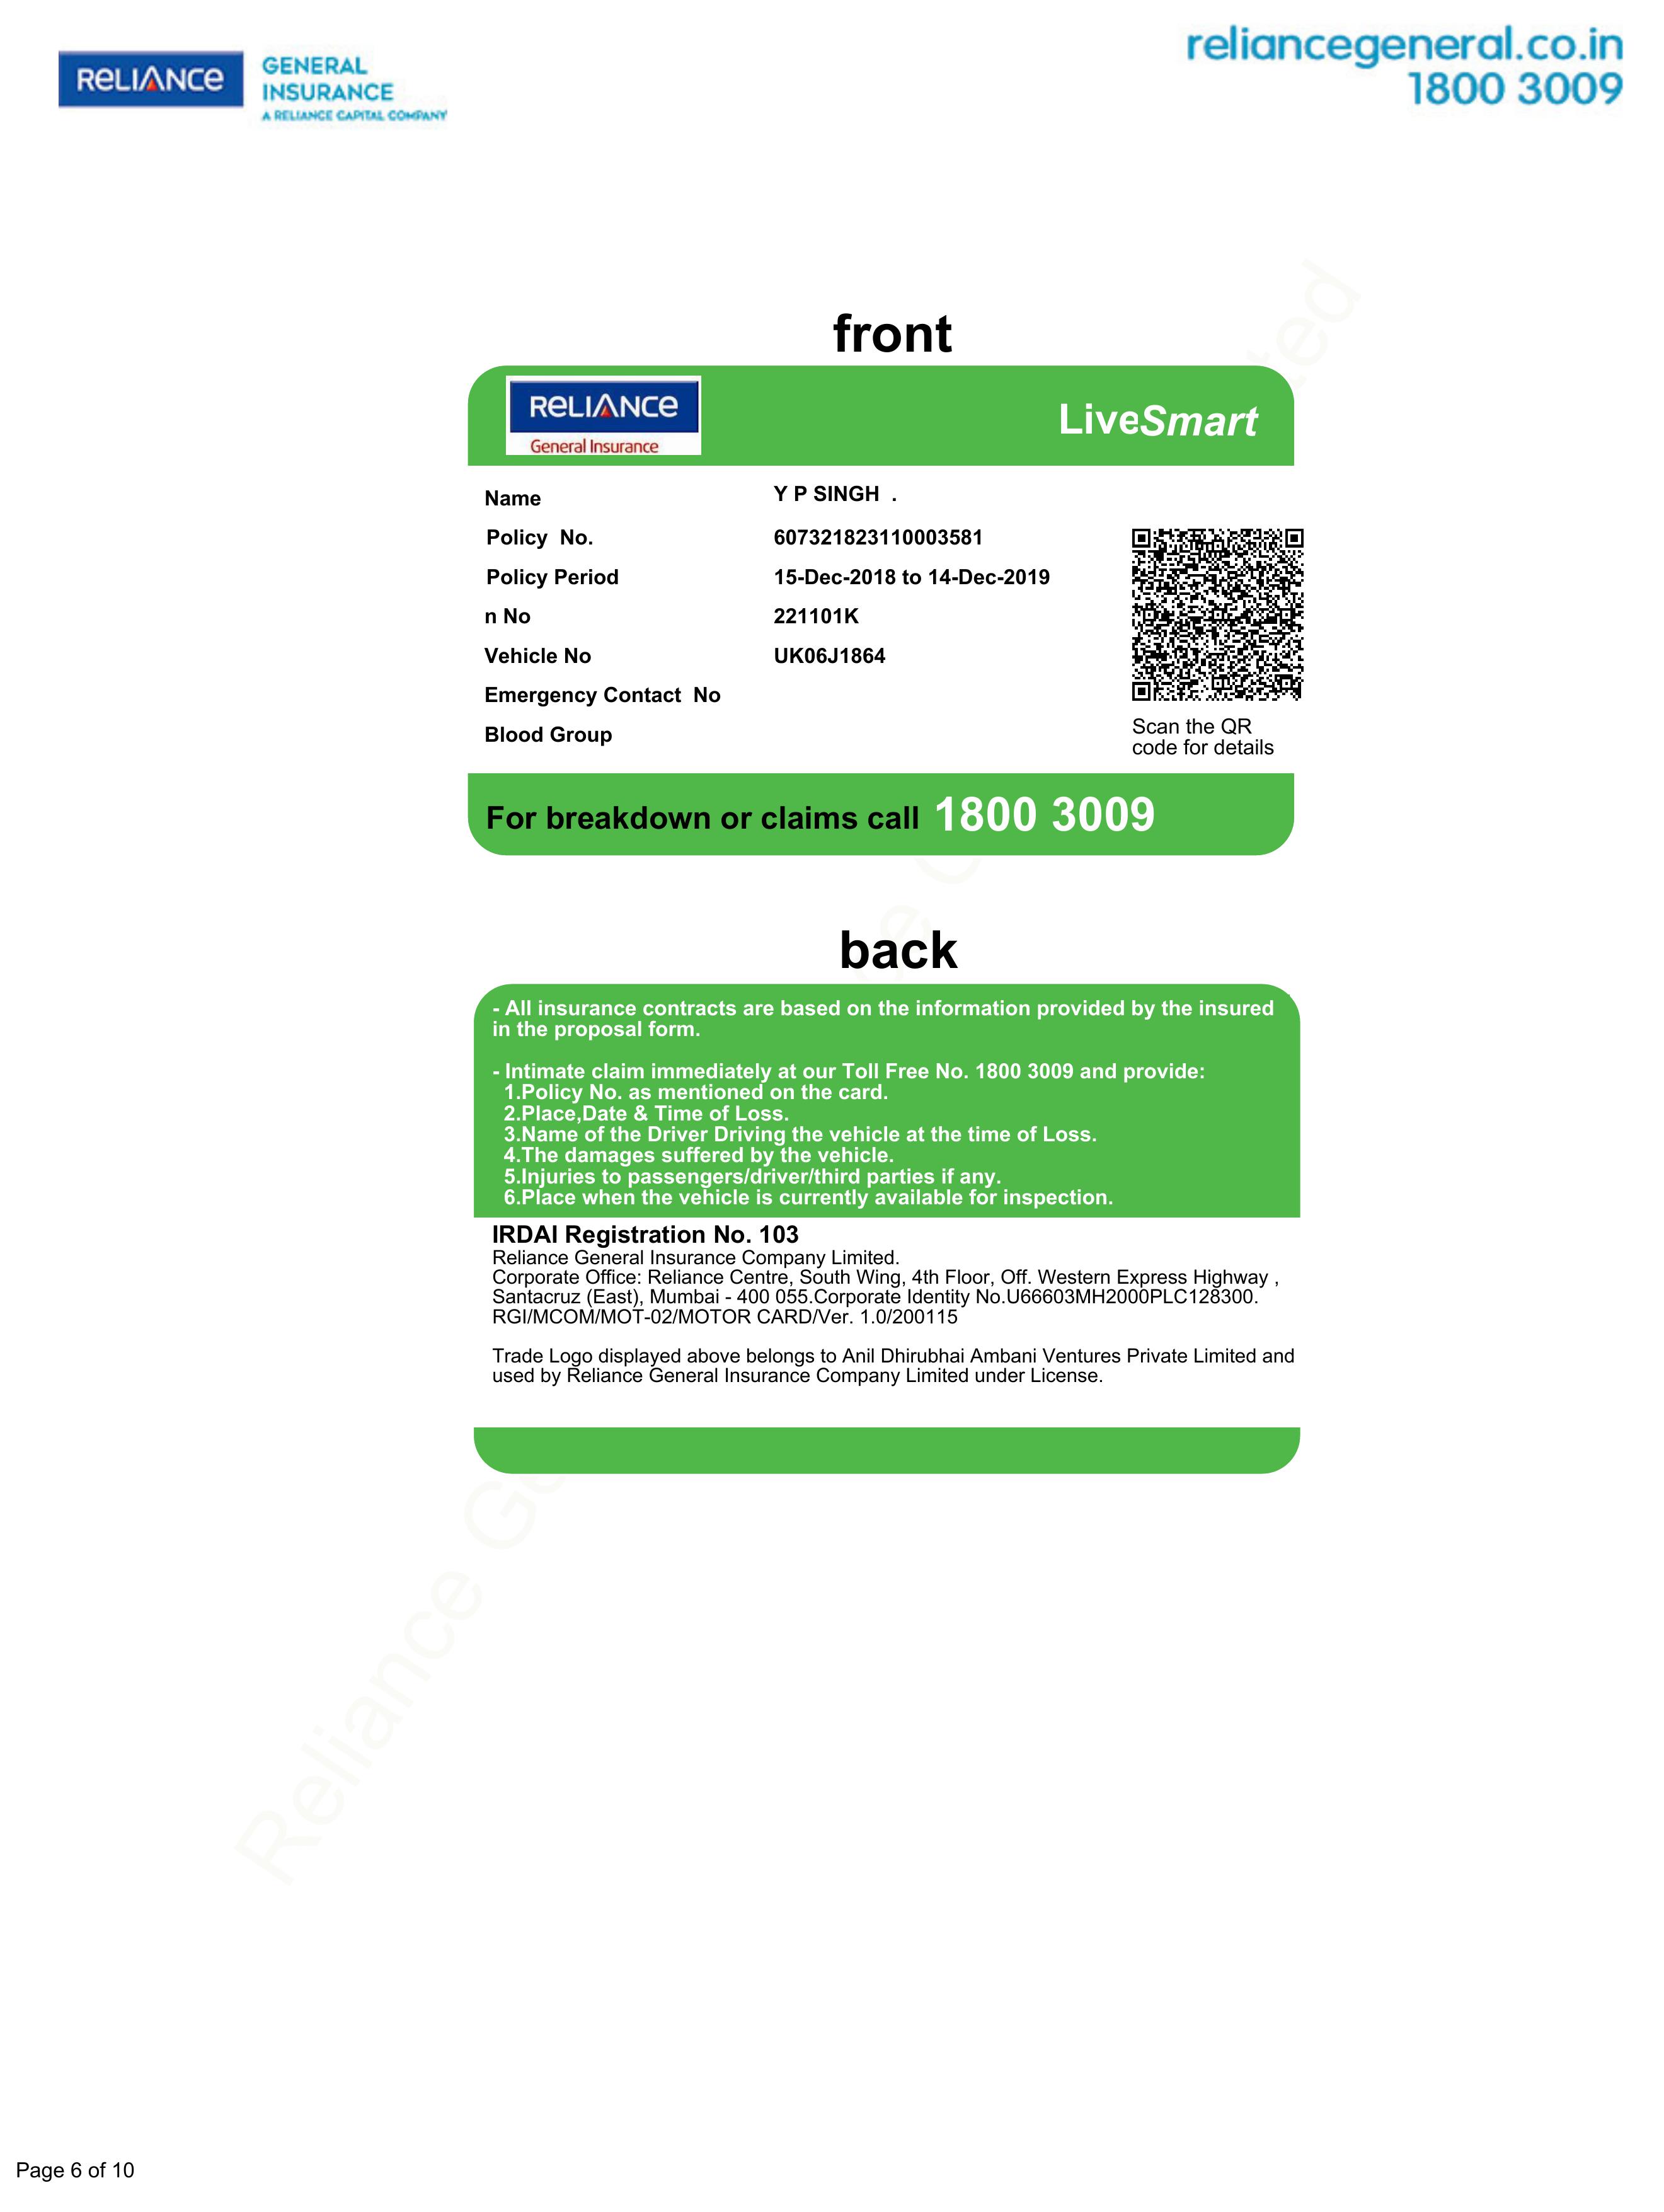 RELIANCE
GENERAL
INSURANCE
A RELIANCE CAPITAL COMPANY
reliancegeneral.co.in
1800 3009
front
RELIANCE
General Insurance
LiveSmart
Name Y P SINGH .
Policy No. 607321823110003581
Policy Period 15-Dec-2018 to 14-Dec-2019
n No 221101K
Vehicle No UK06J1864
Emergency Contact No
Blood Group
Scan the QR
code for details
For breakdown or claims call 1800 3009
back
- All insurance contracts are based on the information provided by the insured
in the proposal form.
- Intimate claim immediately at our Toll Free No. 1800 3009 and provide:
1.Policy No. as mentioned on the card.
2.Place,Date & Time of Loss.
3.Name of the Driver Driving the vehicle at the time of Loss.
4.The damages suffered by the vehicle.
5.Injuries to passengers/driver/third parties if any.
6.Place when the vehicle is currently available for inspection.
IRDAI Registration No. 103
Reliance General Insurance Company Limited.
Corporate Office: Reliance Centre, South Wing, 4th Floor, Off. Western Express Highway ,
Santacruz (East), Mumbai - 400 055.Corporate Identity No.U66603MH2000PLC128300.
RGI/MCOM/MOT-02/MOTOR CARD/Ver. 1.0/200115
Trade Logo displayed above belongs to Anil Dhirubhai Ambani Ventures Private Limited and
used by Reliance General Insurance Company Limited under License.
Reliance
Page 6 of 10